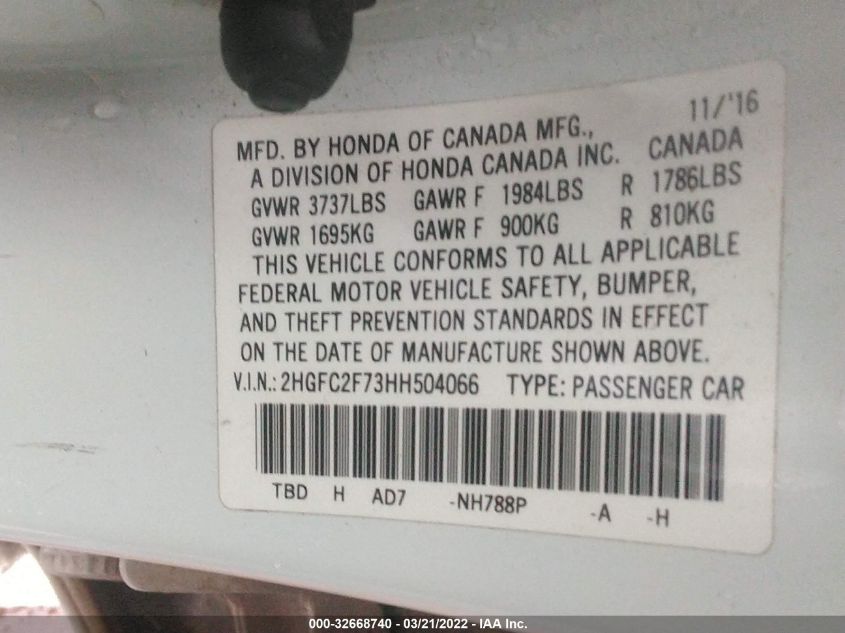 11/'16
MFD. BY HONDA OF CANADA MFG.,
A DIVISION OF HONDA CANADA INC. CANADA
GVWR 3737LBS GAWR F 1984LBS R 1786LBS
GVWR 1695KG GAWR F 900KG R 810KG
THIS VEHICLE CONFORMS TO ALL APPLICABLE
FEDERAL MOTOR VEHICLE SAFETY, BUMPER,
AND THEFT PREVENTION STANDARDS IN EFFECT
ON THE DATE OF MANUFACTURE SHOWN ABOVE.
V.I.N.: 2HGFC2F73HH504066 TYPE: PASSENGER CAR
TBD H AD7 -NH788P -A -H
000-32668740 - 03/21/2022 - IAA Inc.